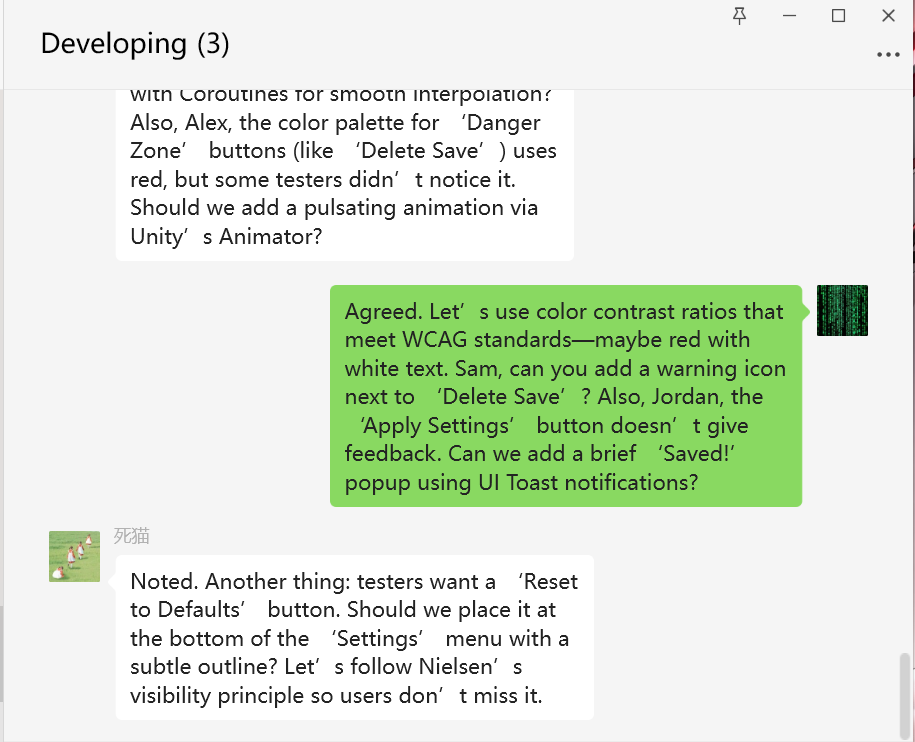 Developing (3)
with Coroutines for smooth interpolation?
Also, Alex, the color palette for ‘Danger
Zone’ buttons (like ‘Delete Save’) uses
red, but some testers didn’t notice it.
Should we add a pulsating animation via
Unity’s Animator?
Agreed. Let’s use color contrast ratios that
meet WCAG standards—maybe red with
white text. Sam, can you add a warning icon
next to ‘Delete Save’? Also, Jordan, the
‘Apply Settings’ button doesn’t give
feedback. Can we add a brief ‘Saved!’
popup using UI Toast notifications?
死猫
Noted. Another thing: testers want a ‘Reset
to Defaults’ button. Should we place it at
the bottom of the ‘Settings’ menu with a
subtle outline? Let’s follow Nielsen’s
visibility principle so users don’t miss it.